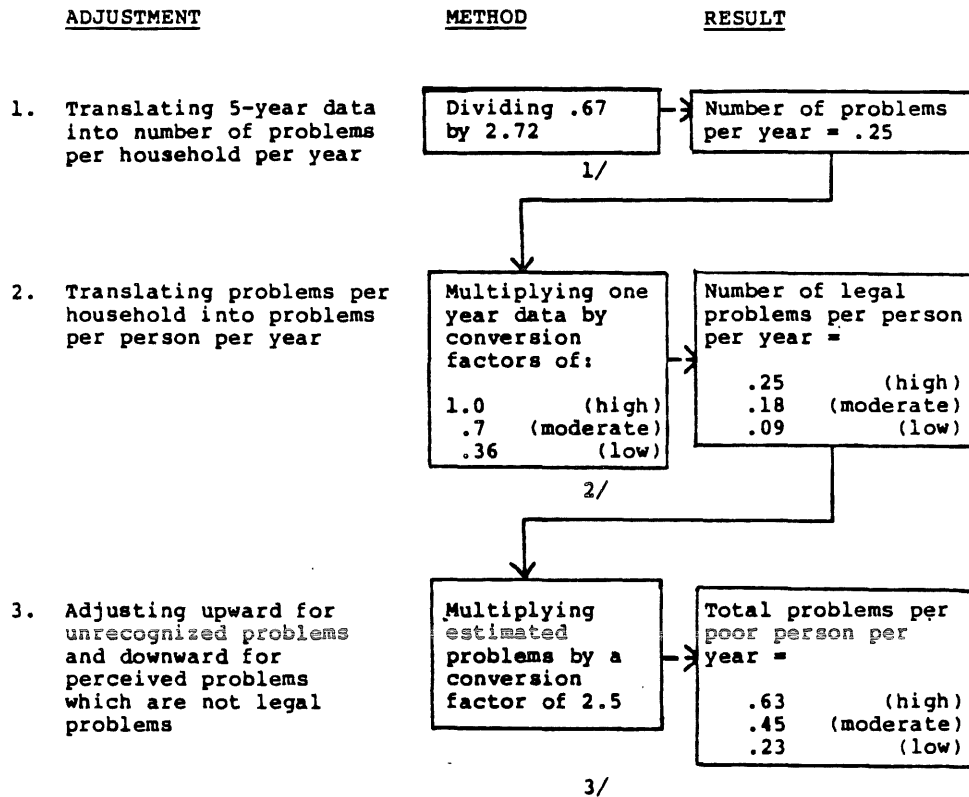 ADJUSTMENT METHOD RESULT
1. Translating 5-year data
into number of problems
per household per year
Dividing .67
by 2.72
1/
Number of problems
per year = .25
2. Translating problems per
household into problems
per person per year
Multiplying one
year data by
conversion
factors of:
1.0 (high)
.7 (moderate)
.36 (low)
2/
Number of legal
problems per person
per year =
.25 (high)
.18 (moderate)
.09 (low)
3. Adjusting upward for
unrecognized problems
and downward for
perceived problems
which are not legal
problems
Multiplying
estimated
problems by a
conversion
factor of 2.5
3/
Total problems per
poor person per
year =
.63 (high)
.45 (moderate)
.23 (low)